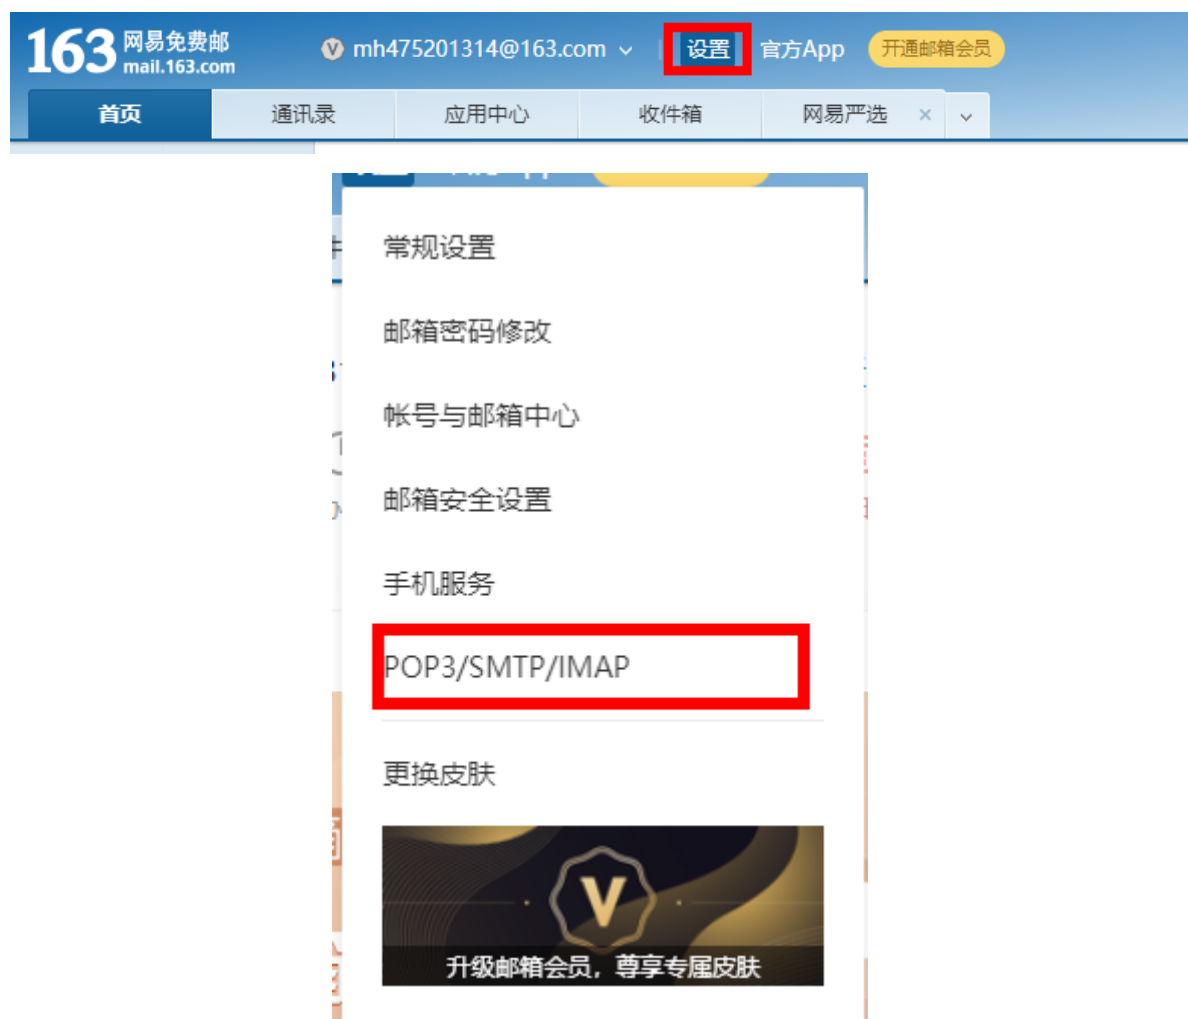 163 网易免费邮
mail.163.com
mh475201314@163.com
设置
官方App
开通邮箱会员
首页
通讯录
应用中心
收件箱
网易严选
常规设置
邮箱密码修改
帐号与邮箱中心
邮箱安全设置
手机服务
POP3/SMTP/IMAP
更换皮肤
V
升级邮箱会员，尊享专属皮肤